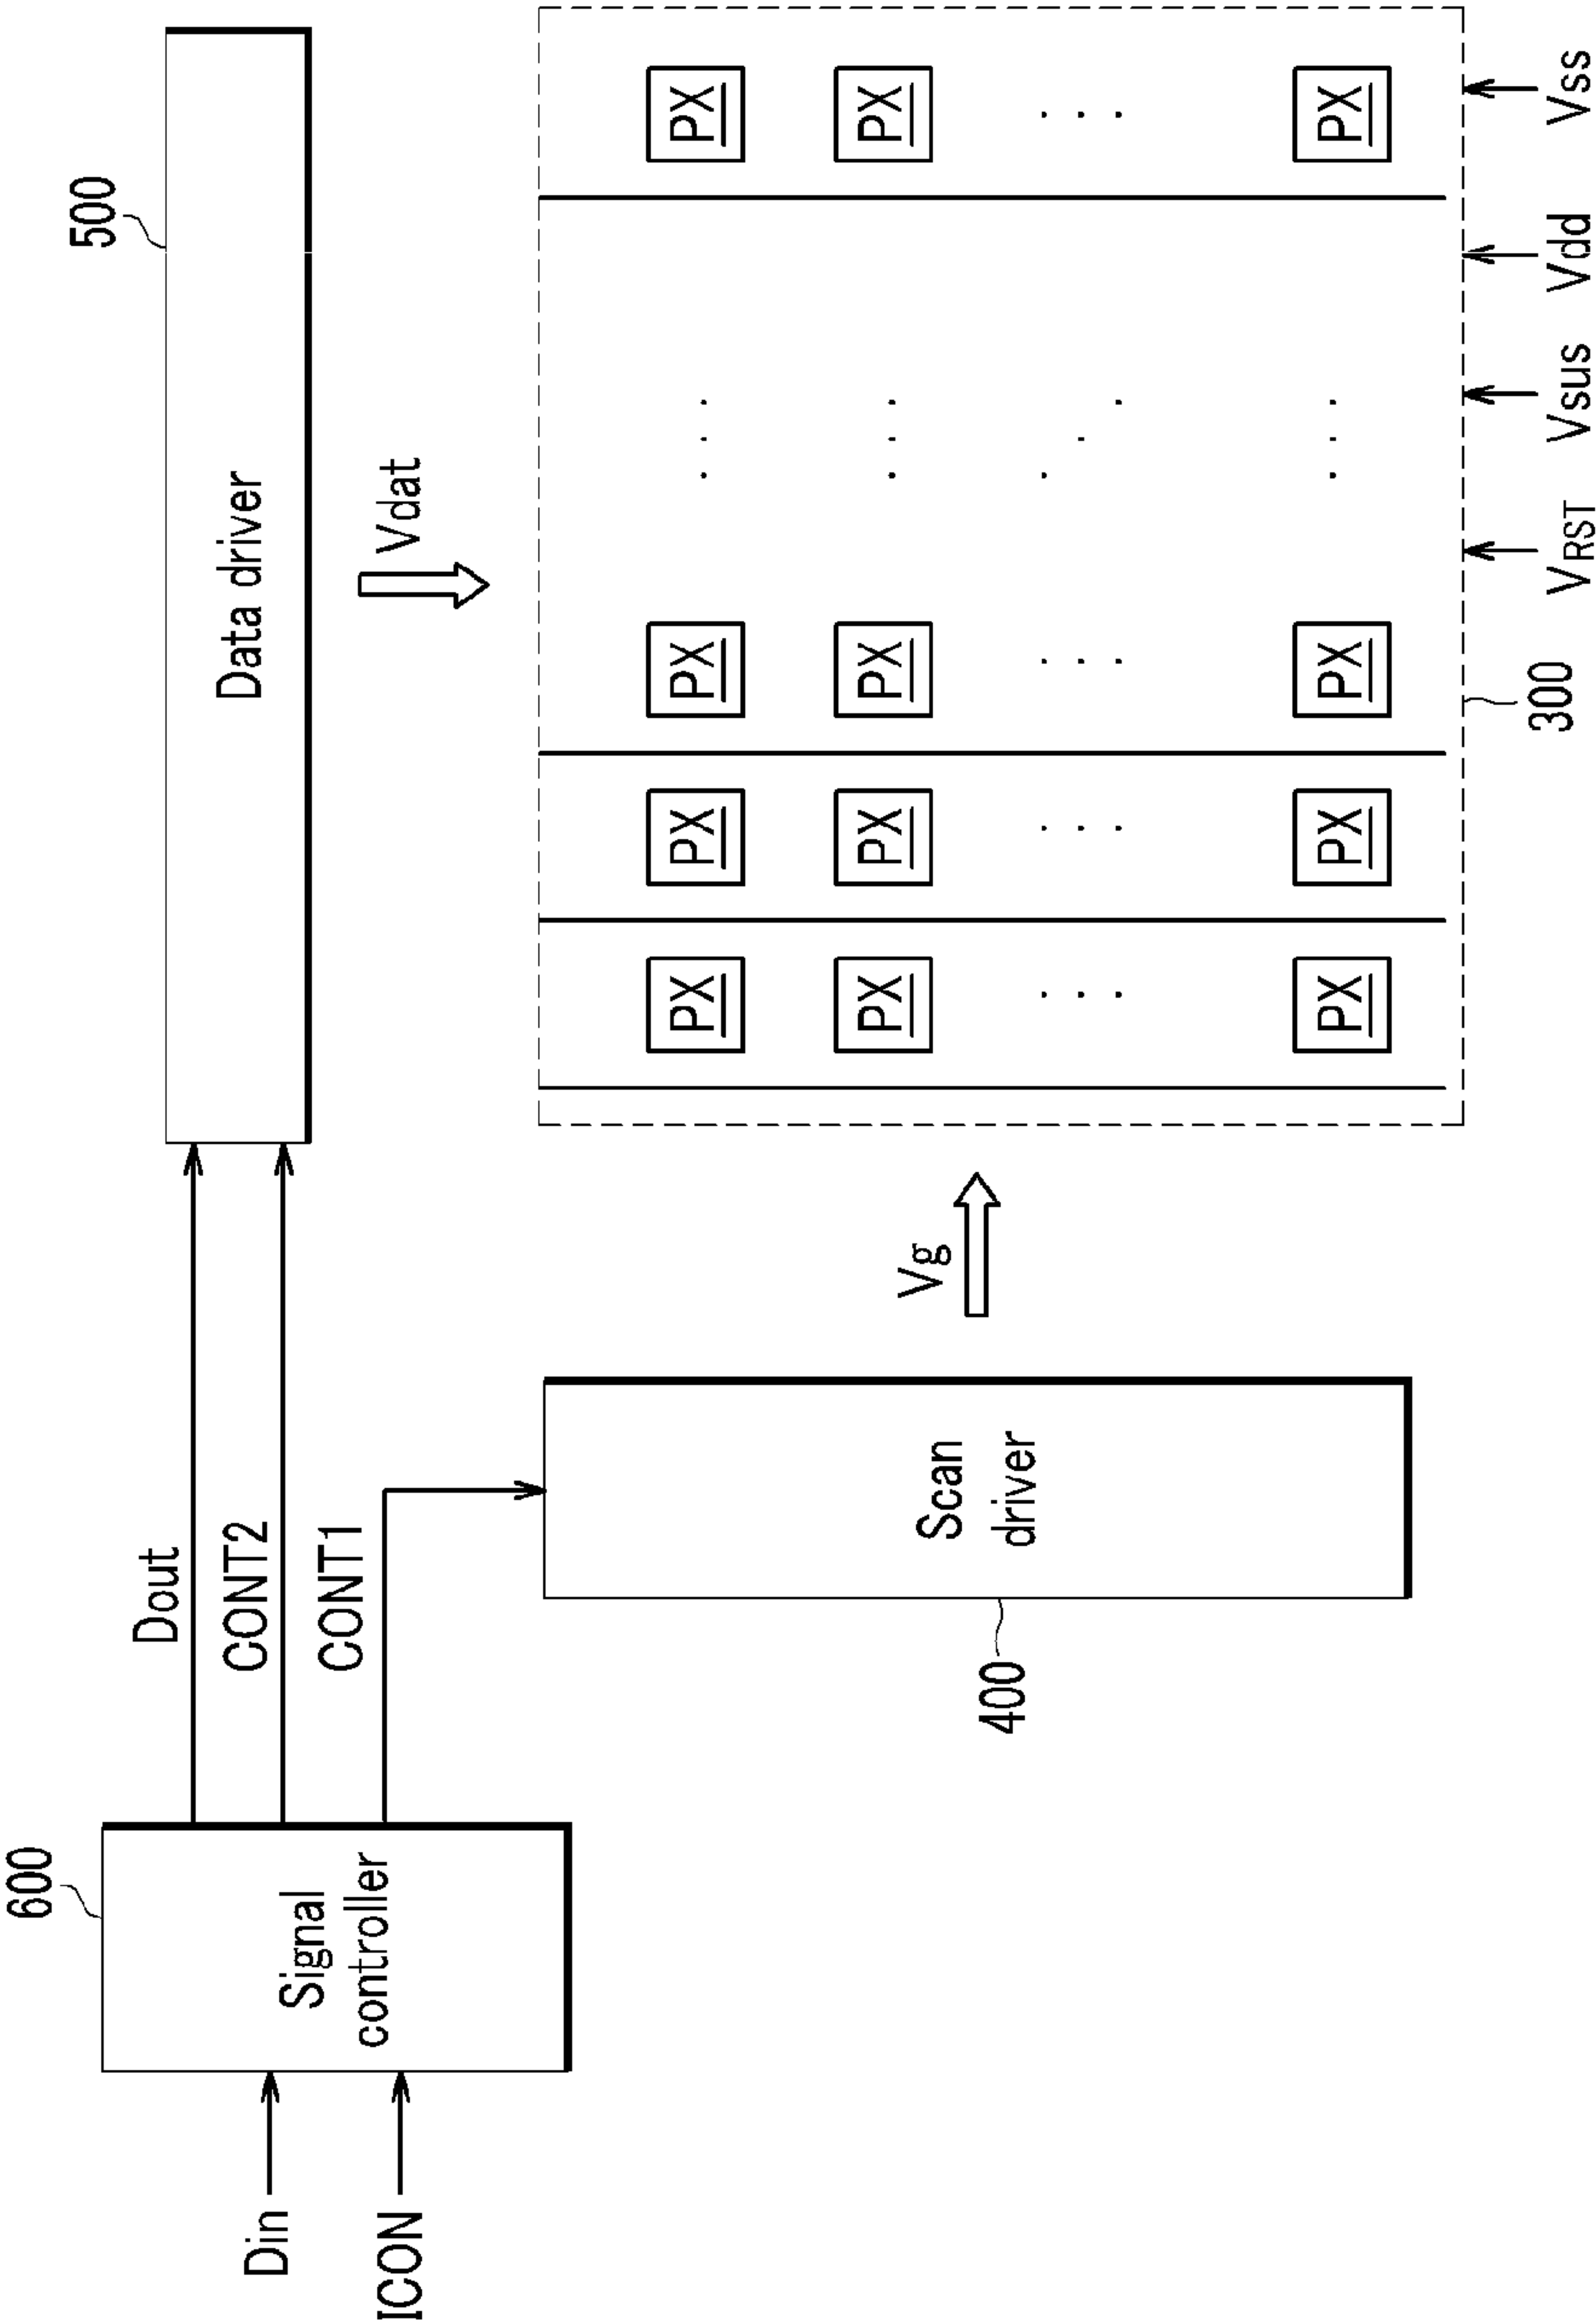 600
Din
ICON
Signal
controller
Dout
CONT2
CONT1
500
Data driver
Vdat
400
Scan
driver
Vg
PX PX PX PX
PX PX PX PX
. . . . . . .
. . . . . . .
PX PX PX PX
300
VRST Vsus Vdd Vss